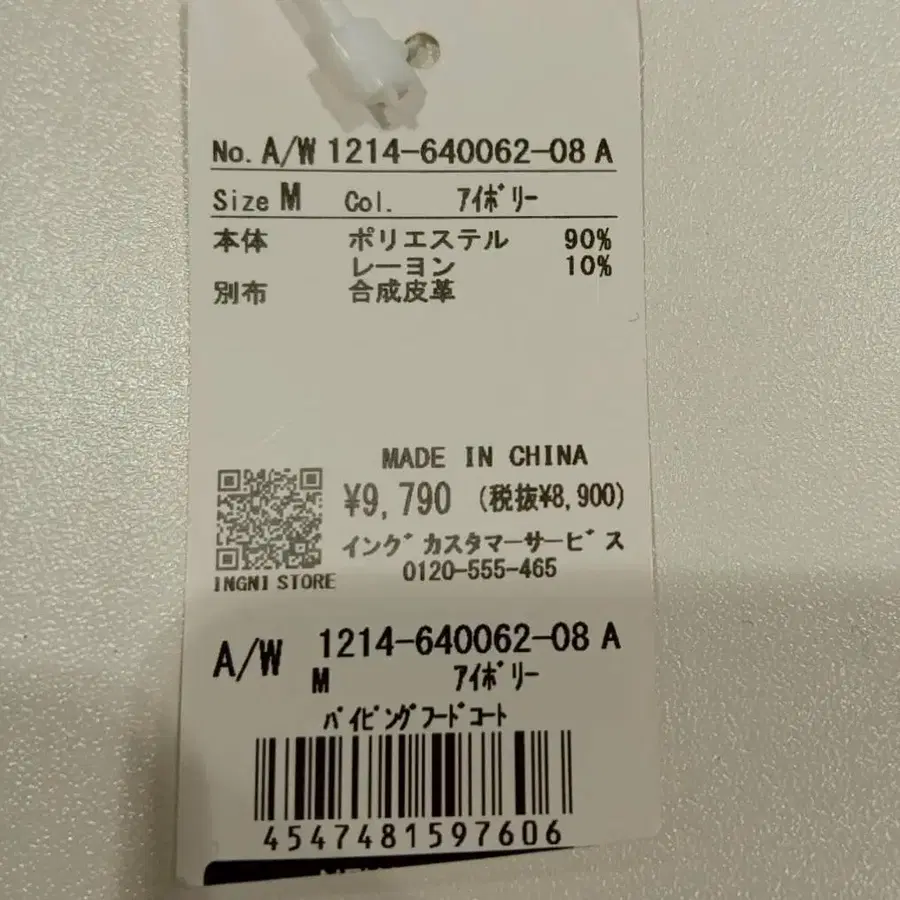 No. A/W 1214-640062-08 A
Size M Col. ｱｲﾎﾞﾘｰ
本体 ポリエステル 90%
レーヨン 10%
別布 合成皮革
MADE IN CHINA
¥9,790 (税抜¥8,900)
ｲﾝｸﾞｶｽﾀﾏｰｻｰﾋﾞｽ
0120-555-465
INGNI STORE
A/W 1214-640062-08 A
M ｱｲﾎﾞﾘｰ
ﾊﾟｲﾋﾟﾝｸﾞﾌｰﾄﾞｺｰﾄ
4547481597606